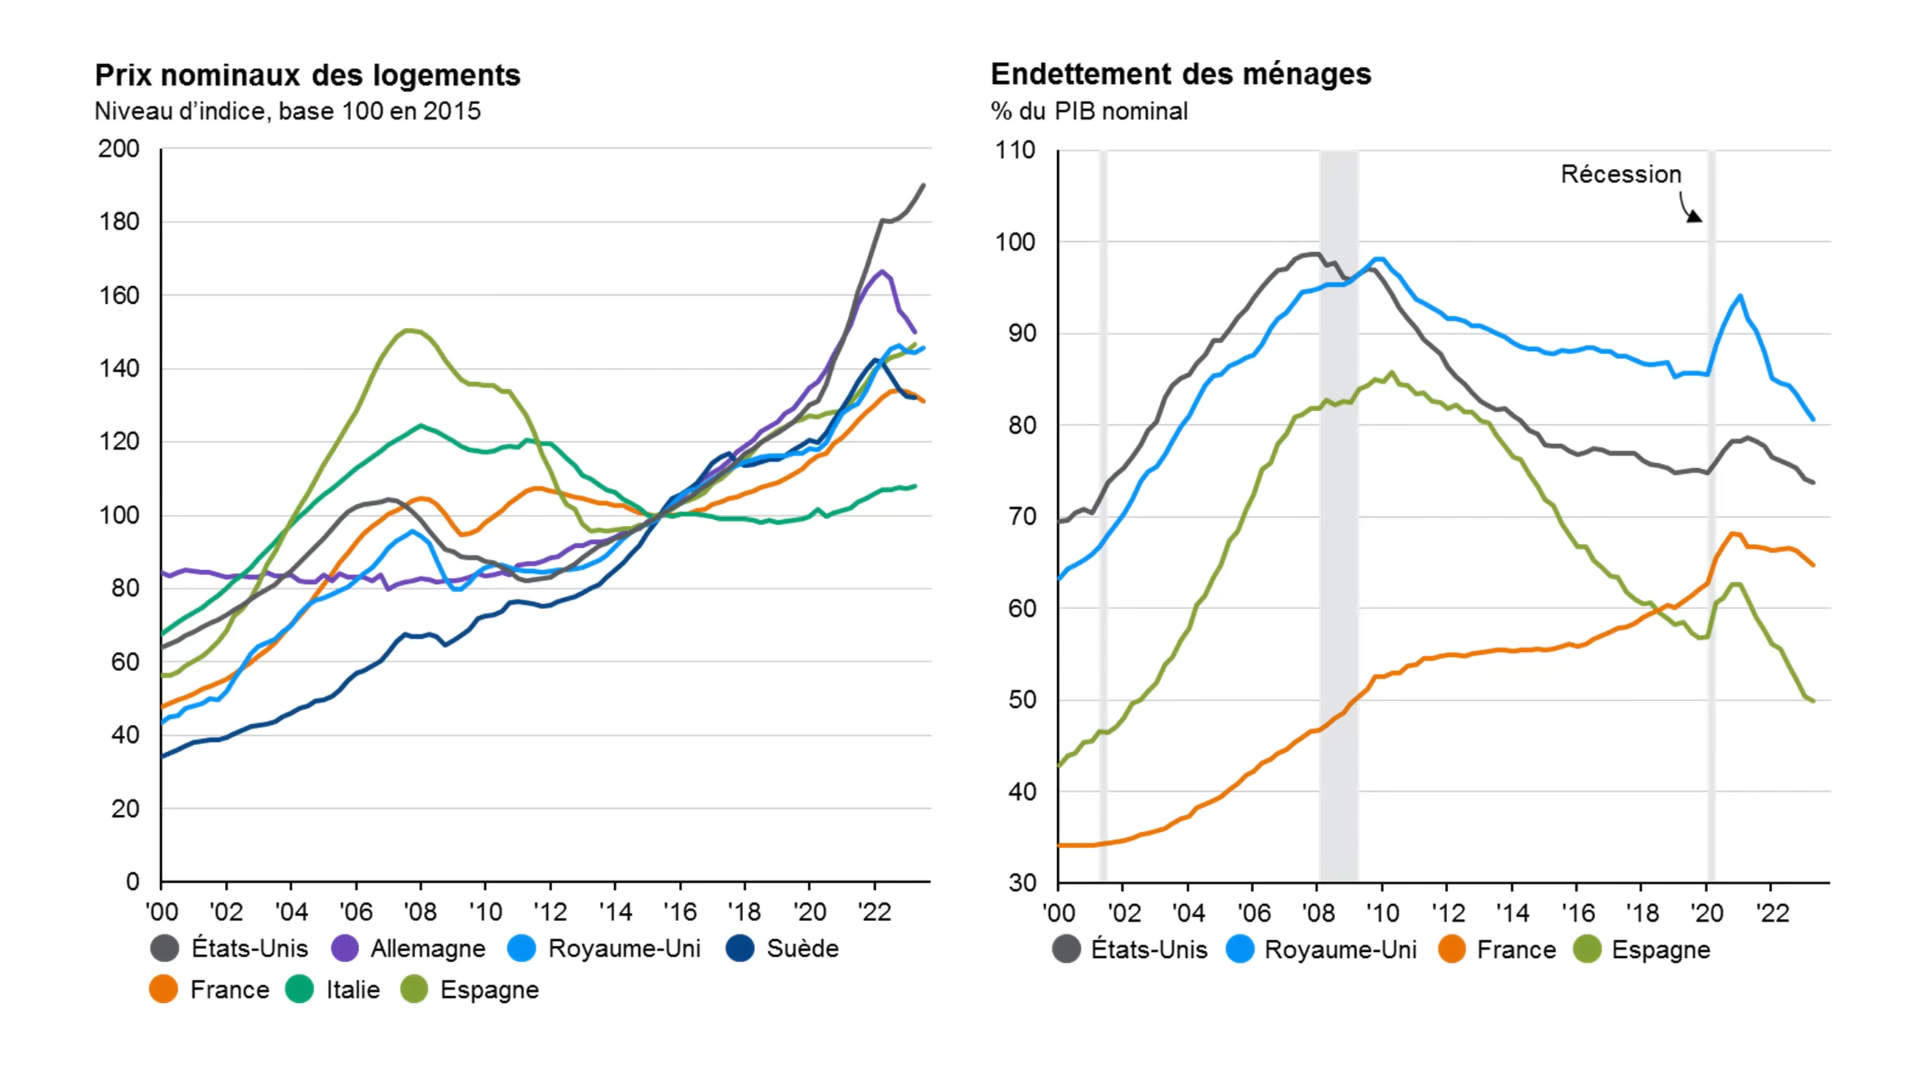 Prix nominaux des logements
Niveau d'indice, base 100 en 2015
200
180
160
140
120
100
80
60
40
20
0
'00 '02 '04 '06 '08 '10 '12 '14 '16 '18 '20 '22
États-Unis Allemagne Royaume-Uni Suède
France Italie Espagne
Endettement des ménages
% du PIB nominal
110
Récession
100
90
80
70
60
50
40
30
'00 '02 '04 '06 '08 '10 '12 '14 '16 '18 '20 '22
États-Unis Royaume-Uni France Espagne